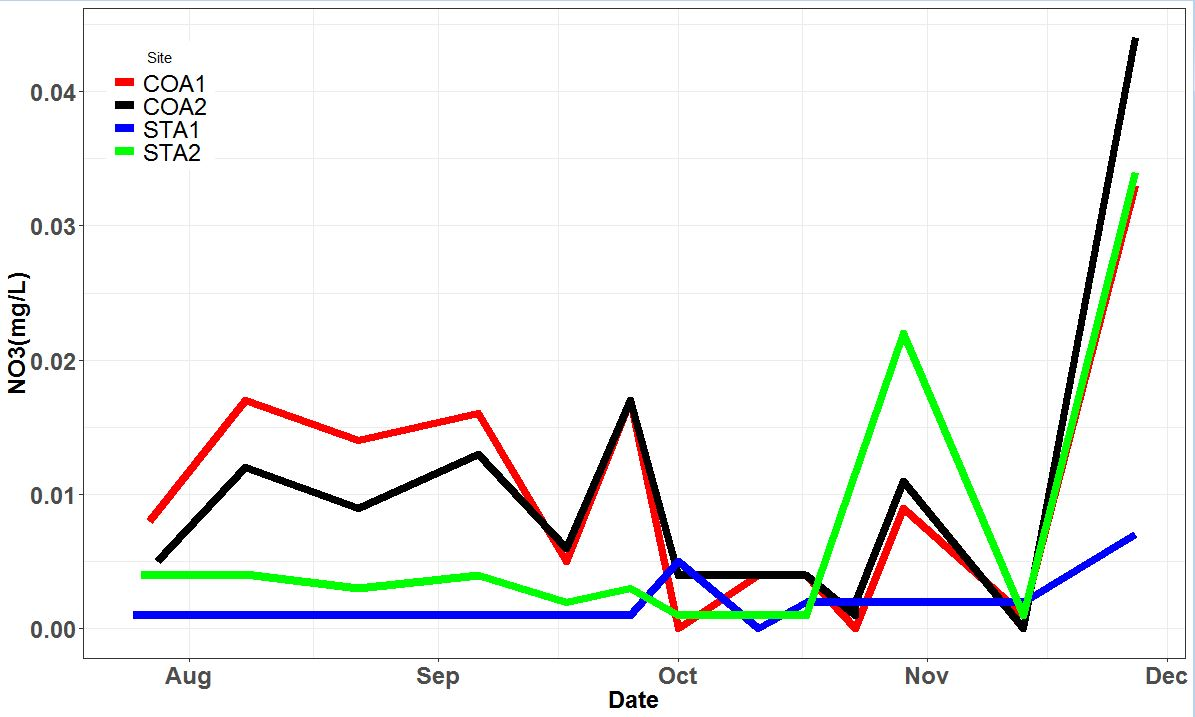 Site
COA1
COA2
STA1
STA2
0.04
0.03
0.02
0.01
0.00
NO3(mg/L)
Aug Sep Oct Nov Dec
Date